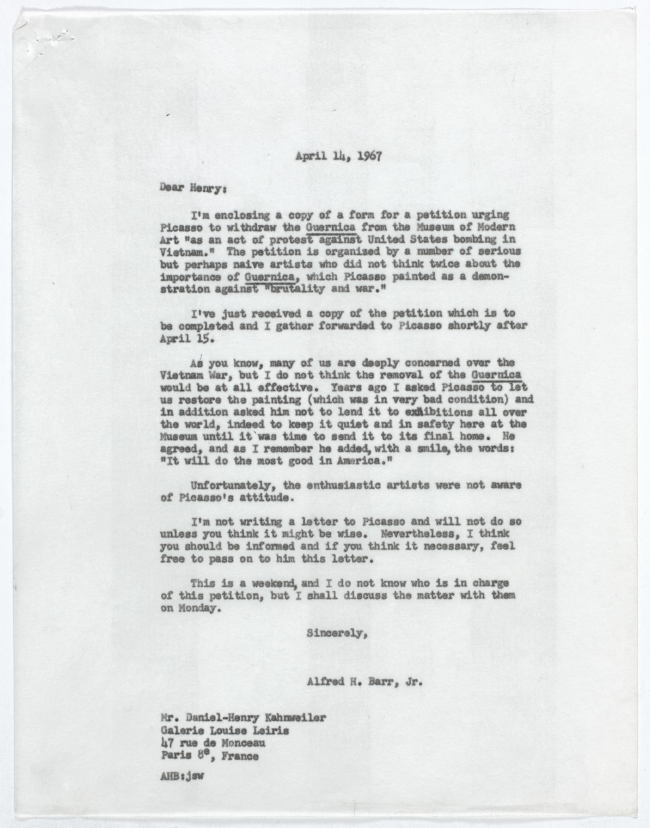 April 14, 1967
Dear Henry:
I'm enclosing a copy of a form for a petition urging
Picasso to withdraw the Guernica from the Museum of Modern
Art "as an act of protest against United States bombing in
Vietnam." The petition is organized by a number of serious
but perhaps naive artists who did not think twice about the
importance of Guernica, which Picasso painted as a demon-
stration against "brutality and war."
I've just received a copy of the petition which is to
be completed and I gather forwarded to Picasso shortly after
April 15.
As you know, many of us are deeply concerned over the
Vietnam War, but I do not think the removal of the Guernica
would be at all effective. Years ago I asked Picasso to let
us restore the painting (which was in very bad condition) and
in addition asked him not to lend it to exhibitions all over
the world, indeed to keep it quiet and in safety here at the
Museum until it was time to send it to its final home. He
agreed, and as I remember he added, with a smile, the words:
"It will do the most good in America."
Unfortunately, the enthusiastic artists were not aware
of Picasso's attitude.
I'm not writing a letter to Picasso and will not do so
unless you think it might be wise. Nevertheless, I think
you should be informed and if you think it necessary, feel
free to pass on to him this letter.
This is a weekend, and I do not know who is in charge
of this petition, but I shall discuss the matter with them
on Monday.
Sincerely,
Alfred H. Barr, Jr.
Mr. Daniel-Henry Kahnweiler
Galerie Louise Leiris
47 rue de Monceau
Paris 8e, France
AHB:jsw